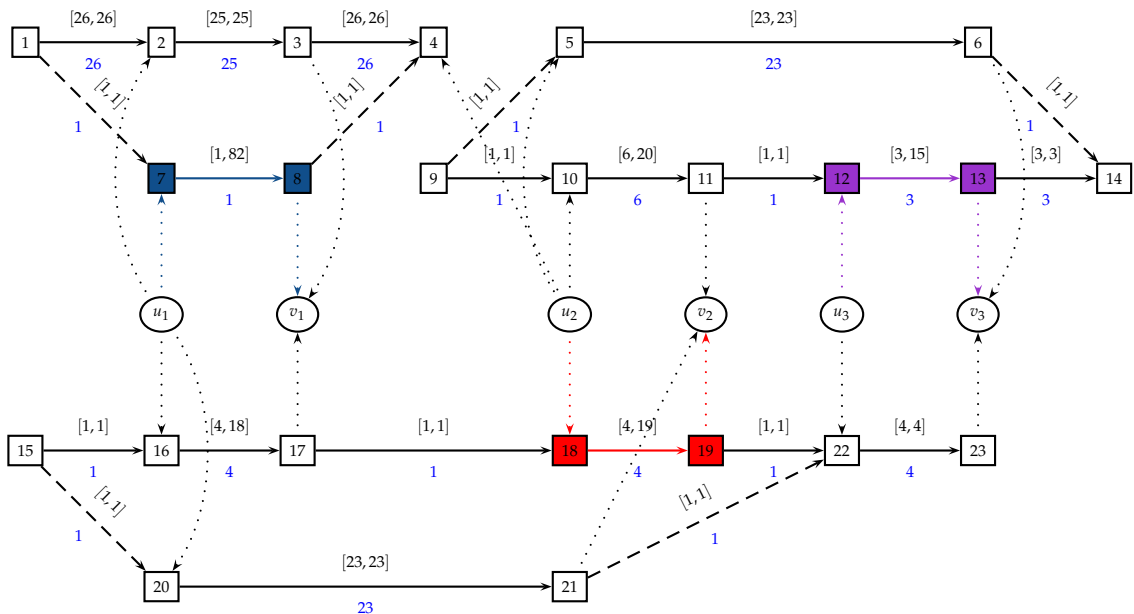 [26, 26] [25, 25] [26, 26] [23, 23]
1 2 3 4 5 6
26 25 26 23
[1, 1] [1, 1] [1, 1] [1, 1]
1 1 1 1
[1, 82] [1, 1] [6, 20] [1, 1] [3, 15] [3, 3]
7 8 9 10 11 12 13 14
1 1 6 1 3 3
u1 v1 u2 v2 u3 v3
[1, 1] [4, 18] [1, 1] [4, 19] [1, 1] [4, 4]
15 16 17 18 19 22 23
1 4 1 4 1 4
[1, 1] [1, 1]
1 1
[23, 23]
20 21
23